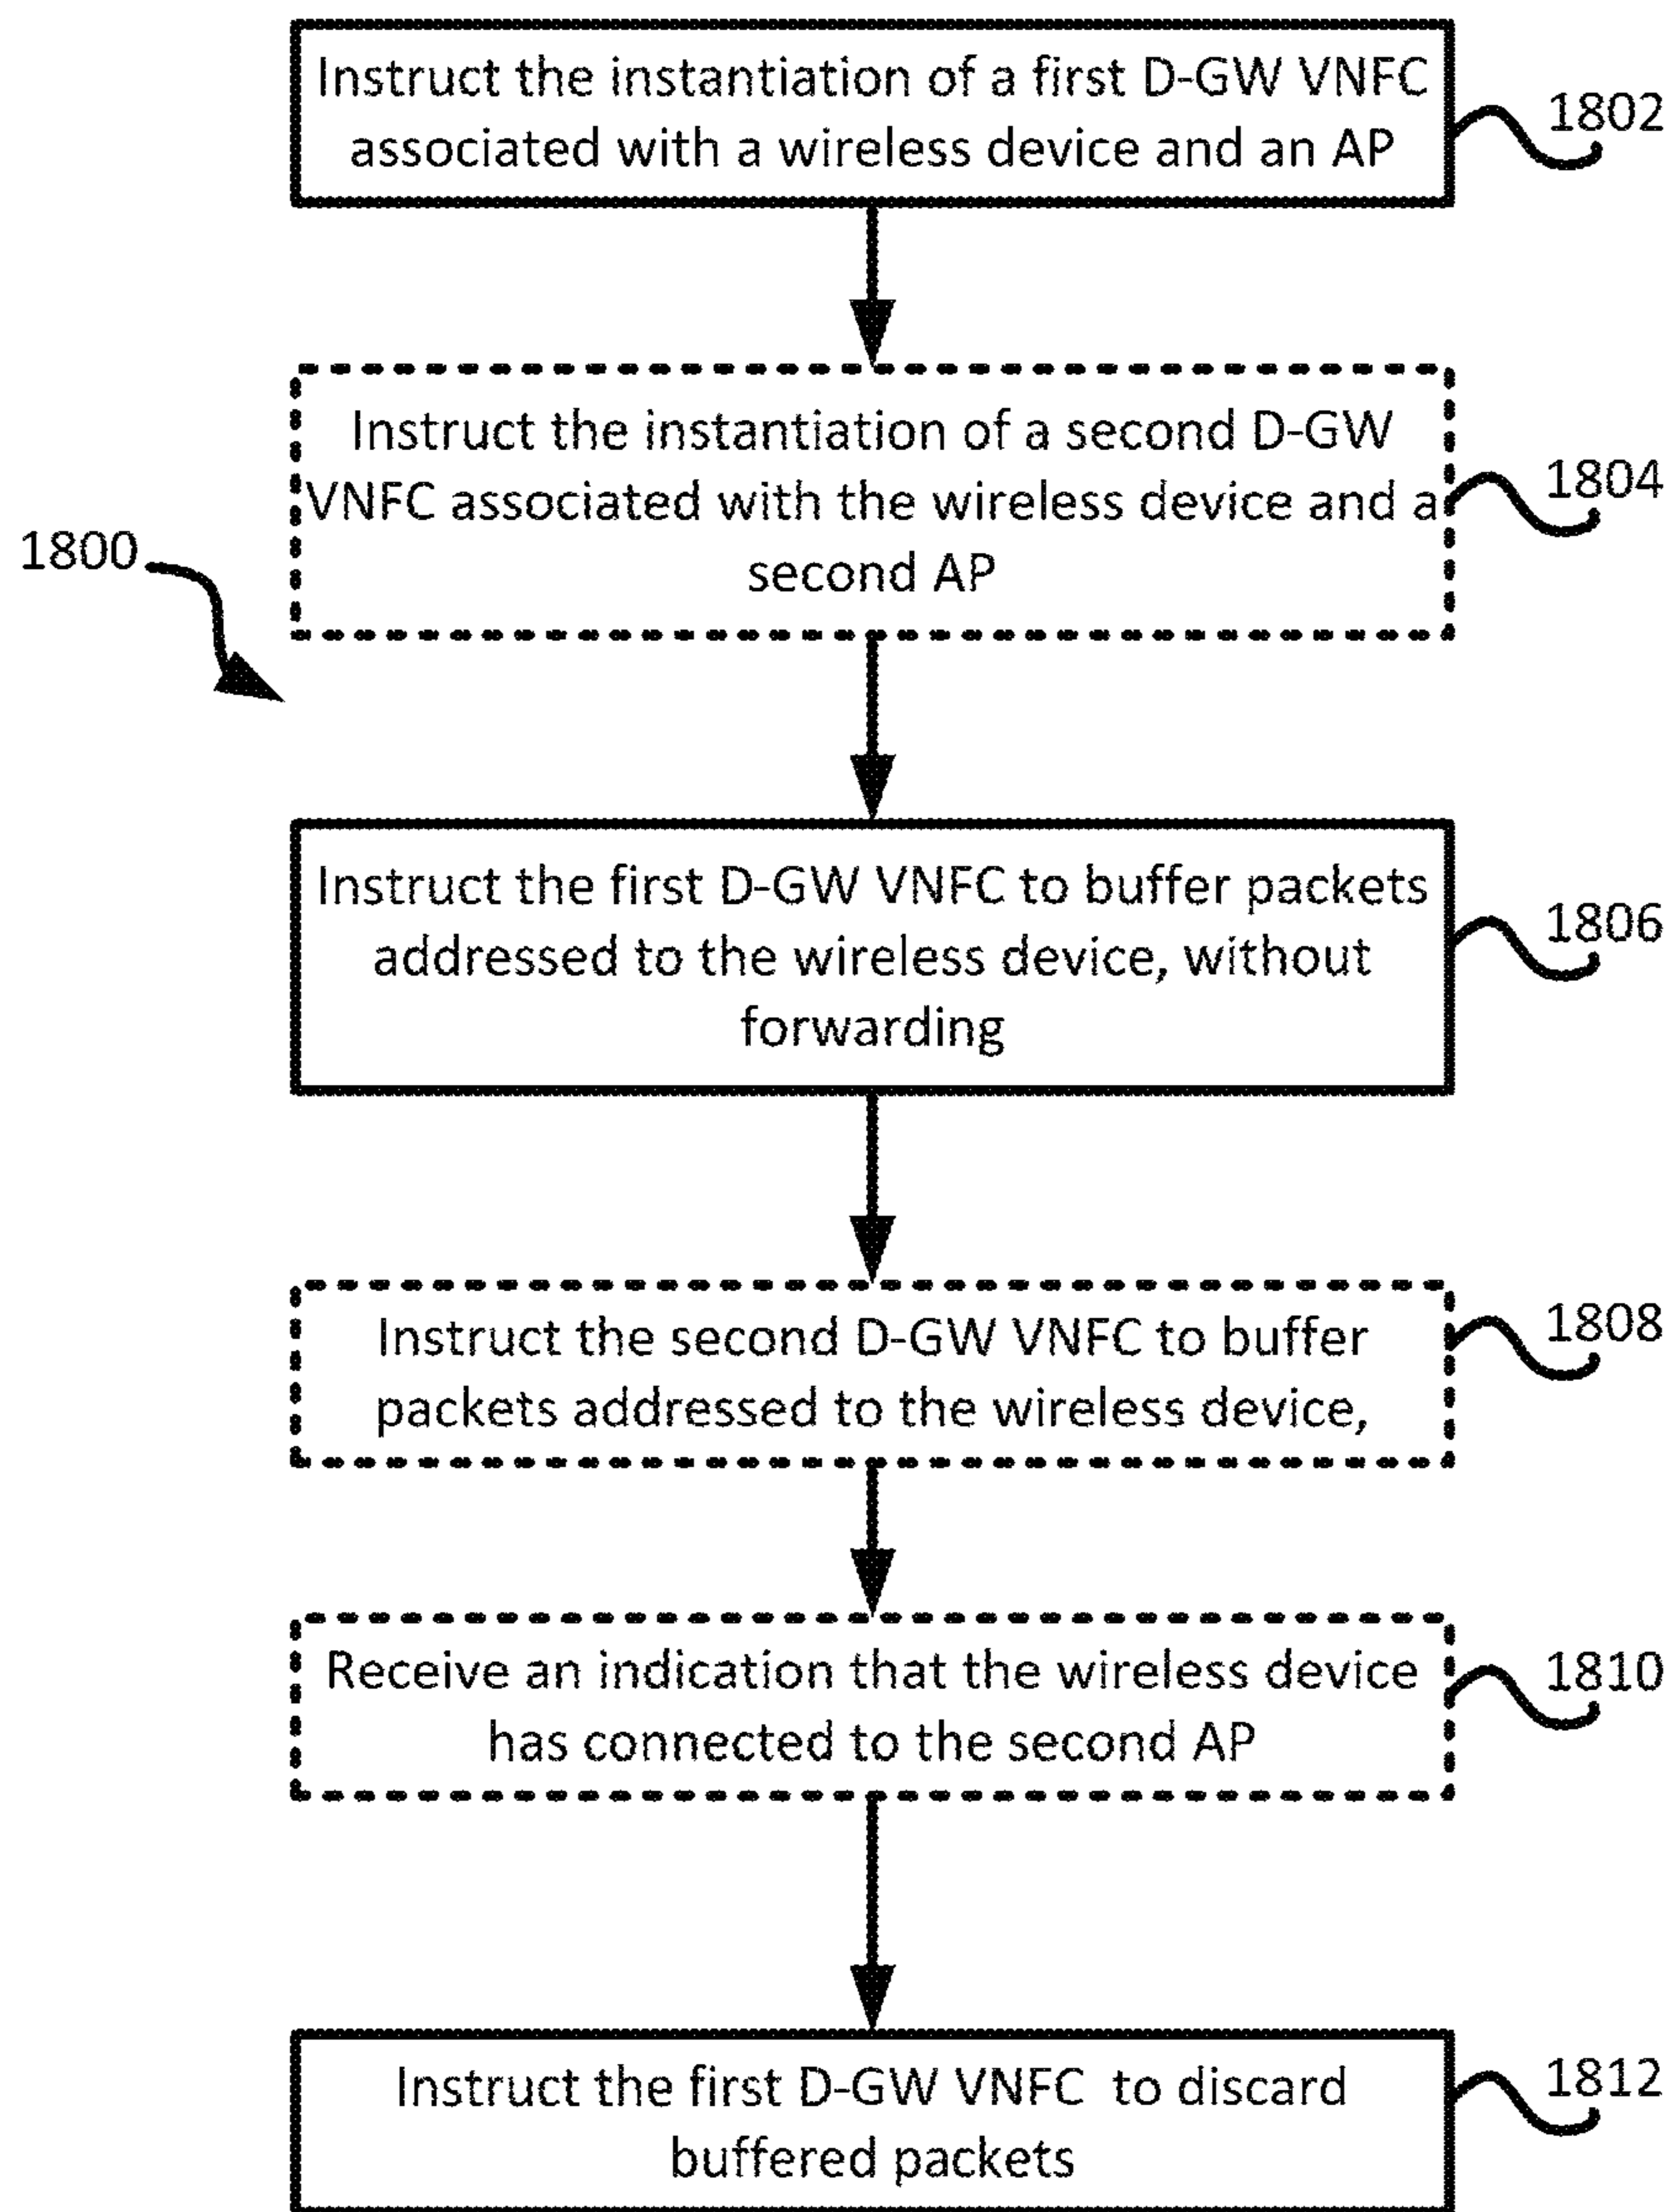 Instruct the instantiation of a first D-GW VNFC
associated with a wireless device and an AP
1802
Instruct the instantiation of a second D-GW
VNFC associated with the wireless device and a
second AP
1804
1800
Instruct the first D-GW VNFC to buffer packets
addressed to the wireless device, without
forwarding
1806
Instruct the second D-GW VNFC to buffer
packets addressed to the wireless device,
1808
Receive an indication that the wireless device
has connected to the second AP
1810
Instruct the first D-GW VNFC to discard
buffered packets
1812